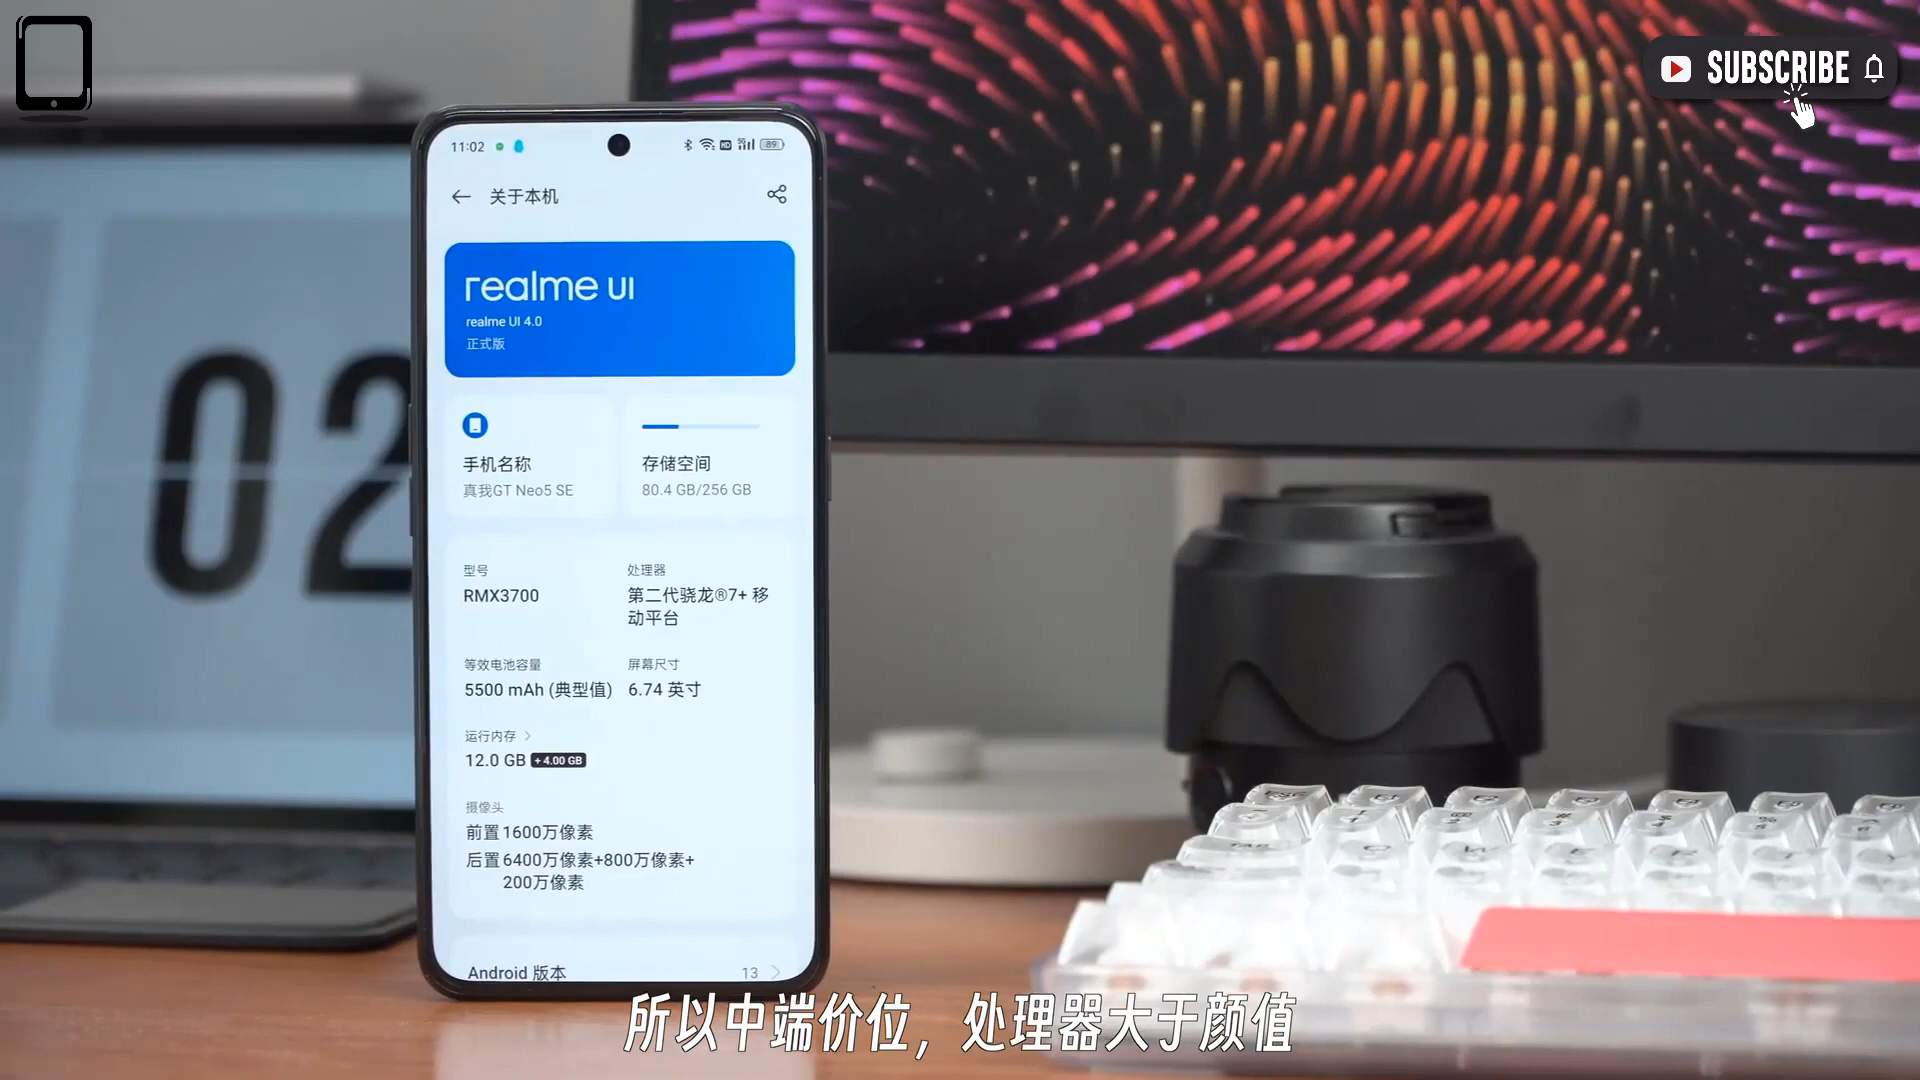 SUBSCRIBE
11:02
HD
5G
89
关于本机
realme UI
realme UI 4.0
正式版
手机名称
真我GT Neo5 SE
存储空间
80.4 GB/256 GB
型号
RMX3700
处理器
第二代骁龙®7+ 移
动平台
等效电池容量
5500 mAh (典型值)
屏幕尺寸
6.74 英寸
运行内存
12.0 GB +4.00 GB
摄像头
前置1600万像素
后置6400万像素+800万像素+
200万像素
Android 版本 13
02
ESC
TAB
所以中端价位，处理器大于颜值